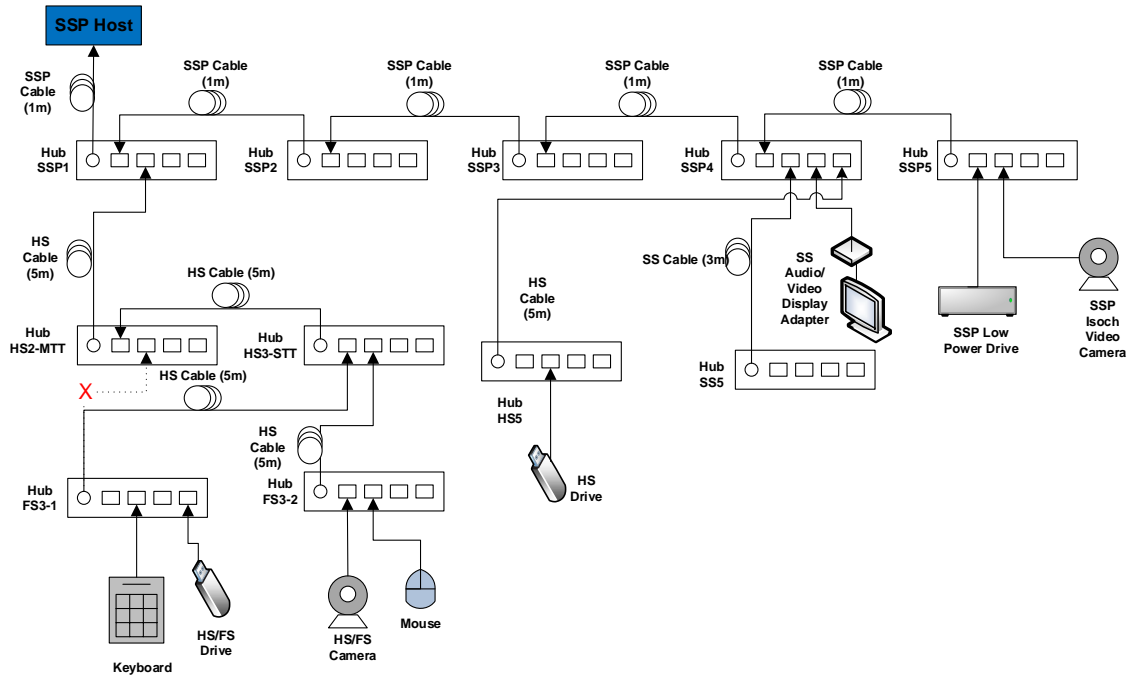 SSP Host
SSP
Cable
(1m)
SSP Cable
(1m)
SSP Cable
(1m)
SSP Cable
(1m)
SSP Cable
(1m)
Hub
SSP1
Hub
SSP2
Hub
SSP3
Hub
SSP4
Hub
SSP5
HS
Cable
(5m)
HS Cable (5m)
HS
Cable
(5m)
SS Cable (3m)
SS
Audio/
Video
Display
Adapter
SSP Low
Power Drive
SSP
Isoch
Video
Camera
Hub
HS2-MTT
Hub
HS3-STT
X
HS Cable (5m)
Hub
HS5
Hub
SS5
HS
Cable
(5m)
HS
Drive
Hub
FS3-1
Hub
FS3-2
Keyboard
HS/FS
Drive
HS/FS
Camera
Mouse